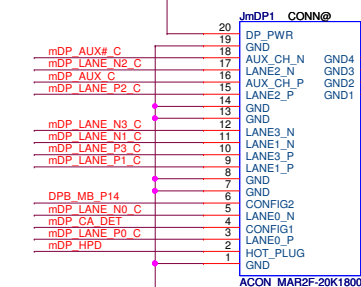 JmDP1 CONN@
20 DP_PWR
19 GND
mDP_AUX#_C 18 AUX_CH_N GND4
mDP_LANE_N2_C 17 LANE2_N GND3
mDP_AUX_C 16 AUX_CH_P GND2
mDP_LANE_P2_C 15 LANE2_P GND1
14 GND
13 GND
mDP_LANE_N3_C 12 LANE3_N
mDP_LANE_N1_C 11 LANE1_N
mDP_LANE_P3_C 10 LANE3_P
mDP_LANE_P1_C 9 LANE1_P
8 GND
7 GND
DPB_MB_P14 6 CONFIG2
mDP_LANE_N0_C 5 LANE0_N
mDP_CA_DET 4 CONFIG1
mDP_LANE_P0_C 3 LANE0_P
mDP_HPD 2 HOT_PLUG
1 GND
ACON_MAR2F-20K1800